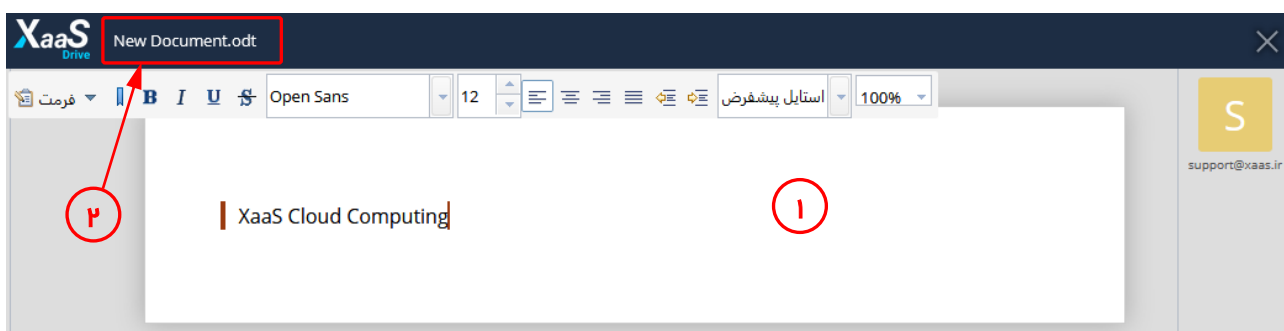 XaaS
Drive
New Document.odt
فرمت
B I U S Open Sans 12 استایل پیشفرض 100%
S
support@xaas.ir
۲
XaaS Cloud Computing
۱